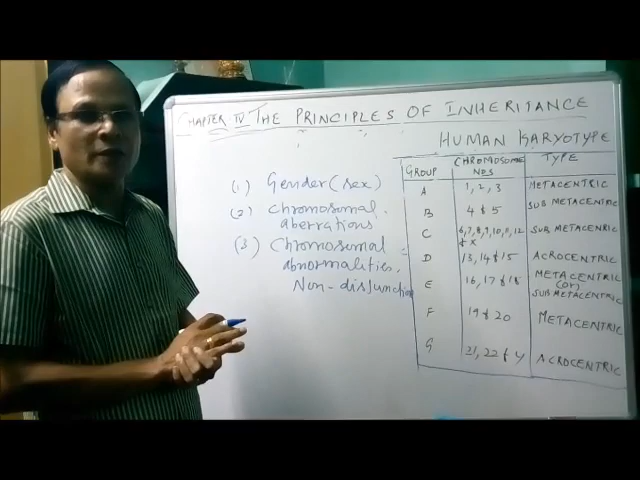 CHAPTER IV THE PRINCIPLES OF INHERITANCE
HUMAN KARYOTYPE
GROUP CHROMOSOME NOS TYPE
A 1, 2, 3 METACENTRIC
B 4 & 5 SUB METACENTRIC
C 6, 7, 8, 9, 10, 11, 12 & X SUB METACENTRIC
D 13, 14 & 15 ACROCENTRIC
E 16, 17 & 18 METACENTRIC (or) SUB METACENTRIC
F 19 & 20 METACENTRIC
G 21, 22 & Y ACROCENTRIC
(1) Gender (sex)
(2) Chromosomal
aberrations
(3) Chromosomal
abnormalities,
Non-disjunction